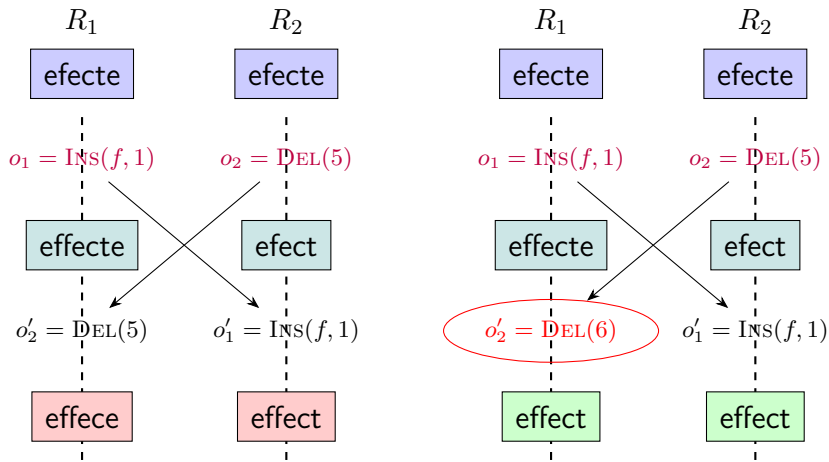 R₁ R₂ R₁ R₂
efecte efecte efecte efecte
o₁ = INS(f, 1) o₂ = DEL(5) o₁ = INS(f, 1) o₂ = DEL(5)
effecte efect effecte efect
o′₂ = DEL(5) o′₁ = INS(f, 1) o′₂ = DEL(6) o′₁ = INS(f, 1)
effece effect effect effect